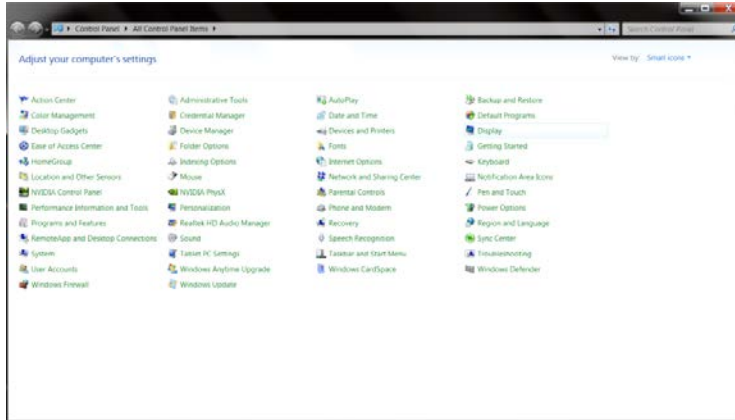 Control Panel ▸ All Control Panel Items ▸
Search Control Panel
Adjust your computer's settings
View by: Small icons
Action Center
Administrative Tools
AutoPlay
Backup and Restore
Color Management
Credential Manager
Date and Time
Default Programs
Desktop Gadgets
Device Manager
Devices and Printers
Display
Ease of Access Center
Folder Options
Fonts
Getting Started
HomeGroup
Indexing Options
Internet Options
Keyboard
Location and Other Sensors
Mouse
Network and Sharing Center
Notification Area Icons
NVIDIA Control Panel
NVIDIA PhysX
Parental Controls
Pen and Touch
Performance Information and Tools
Personalization
Phone and Modem
Power Options
Programs and Features
Realtek HD Audio Manager
Recovery
Region and Language
RemoteApp and Desktop Connections
Sound
Speech Recognition
Sync Center
System
Tablet PC Settings
Taskbar and Start Menu
Troubleshooting
User Accounts
Windows Anytime Upgrade
Windows CardSpace
Windows Defender
Windows Firewall
Windows Update